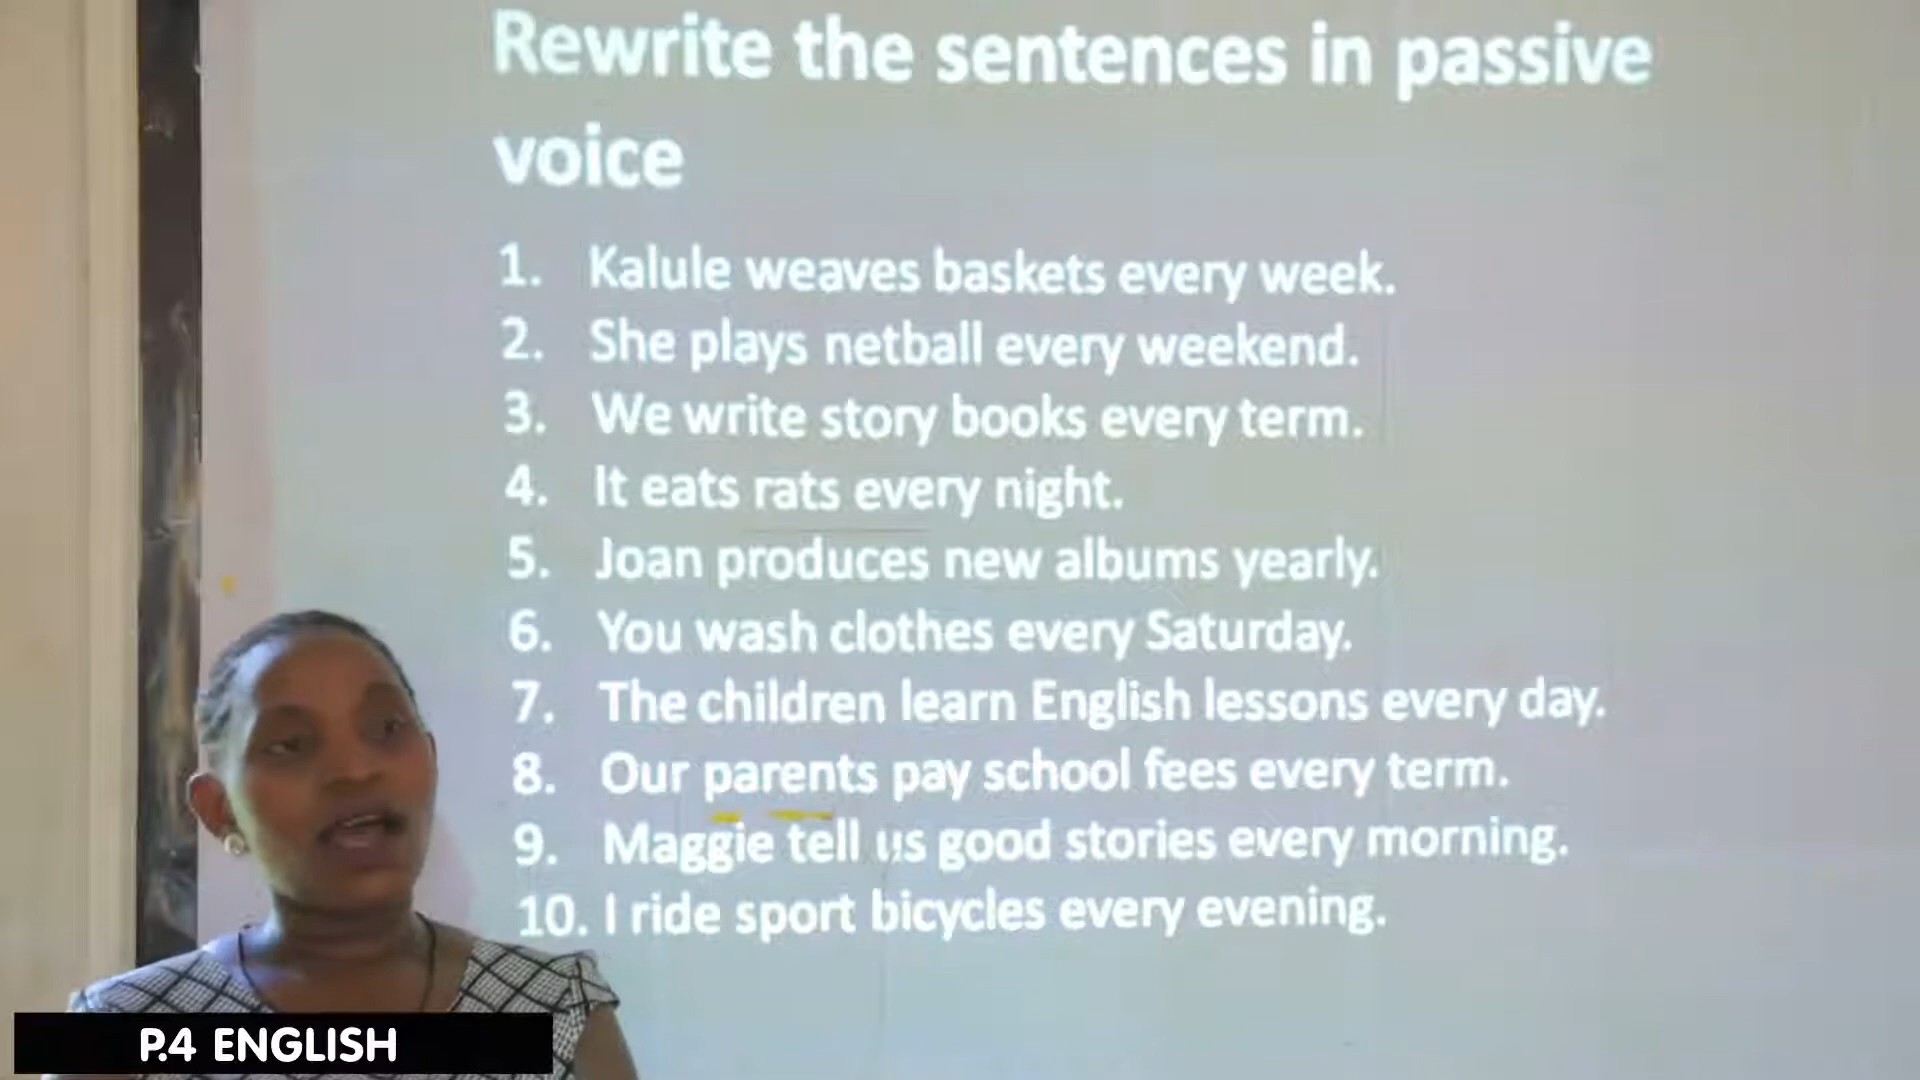 Rewrite the sentences in passive
voice
1. Kalule weaves baskets every week.
2. She plays netball every weekend.
3. We write story books every term.
4. It eats rats every night.
5. Joan produces new albums yearly.
6. You wash clothes every Saturday.
7. The children learn English lessons every day.
8. Our parents pay school fees every term.
9. Maggie tell us good stories every morning.
10. I ride sport bicycles every evening.
P.4 ENGLISH